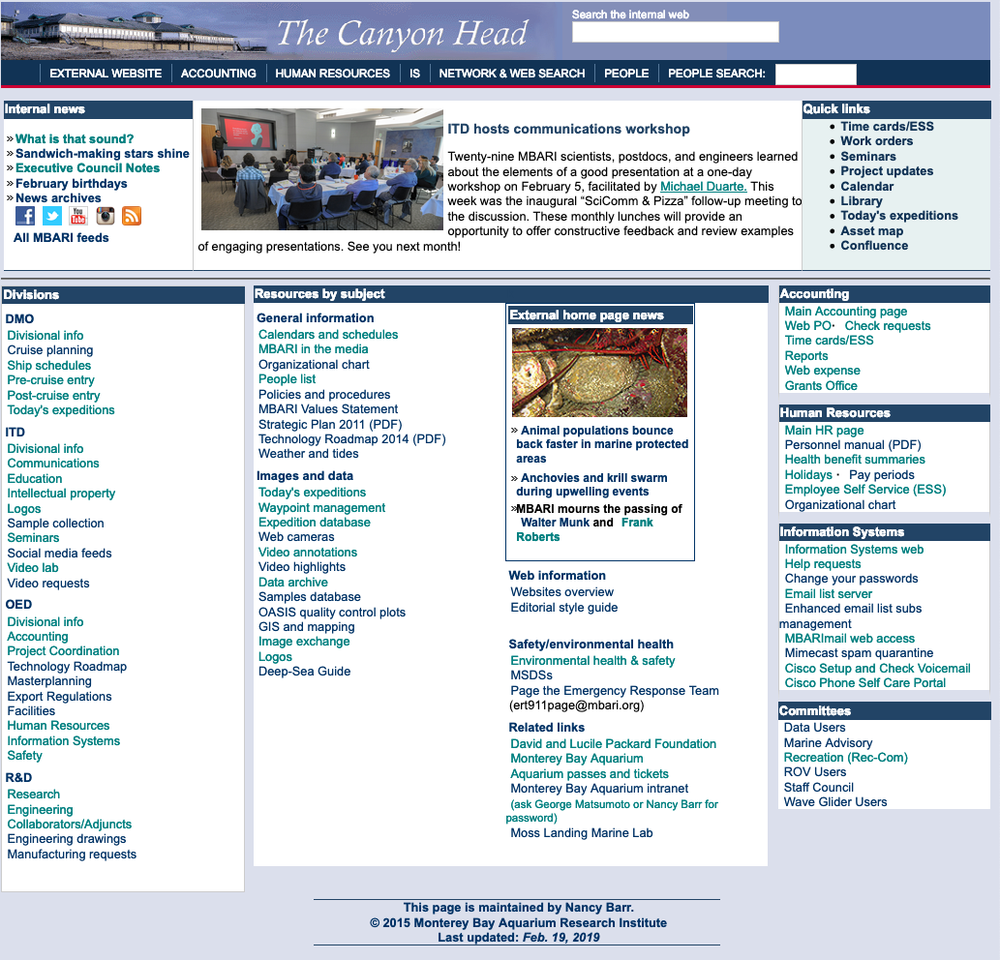 The Canyon Head
Search the internal web
EXTERNAL WEBSITE
ACCOUNTING
HUMAN RESOURCES
IS
NETWORK & WEB SEARCH
PEOPLE
PEOPLE SEARCH:
Internal news
» What is that sound?
» Sandwich-making stars shine
» Executive Council Notes
» February birthdays
» News archives
You Tube
All MBARI feeds
ITD hosts communications workshop
Twenty-nine MBARI scientists, postdocs, and engineers learned
about the elements of a good presentation at a one-day
workshop on February 5, facilitated by Michael Duarte. This
week was the inaugural “SciComm & Pizza” follow-up meeting to
the discussion. These monthly lunches will provide an
opportunity to offer constructive feedback and review examples
of engaging presentations. See you next month!
Quick links
• Time cards/ESS
• Work orders
• Seminars
• Project updates
• Calendar
• Library
• Today's expeditions
• Asset map
• Confluence
Divisions
DMO
Divisional info
Cruise planning
Ship schedules
Pre-cruise entry
Post-cruise entry
Today's expeditions
ITD
Divisional info
Communications
Education
Intellectual property
Logos
Sample collection
Seminars
Social media feeds
Video lab
Video requests
OED
Divisional info
Accounting
Project Coordination
Technology Roadmap
Masterplanning
Export Regulations
Facilities
Human Resources
Information Systems
Safety
R&D
Research
Engineering
Collaborators/Adjuncts
Engineering drawings
Manufacturing requests
Resources by subject
General information
Calendars and schedules
MBARI in the media
Organizational chart
People list
Policies and procedures
MBARI Values Statement
Strategic Plan 2011 (PDF)
Technology Roadmap 2014 (PDF)
Weather and tides
Images and data
Today's expeditions
Waypoint management
Expedition database
Web cameras
Video annotations
Video highlights
Data archive
Samples database
OASIS quality control plots
GIS and mapping
Image exchange
Logos
Deep-Sea Guide
External home page news
» Animal populations bounce
back faster in marine protected
areas
» Anchovies and krill swarm
during upwelling events
»MBARI mourns the passing of
Walter Munk and Frank
Roberts
Web information
Websites overview
Editorial style guide
Safety/environmental health
Environmental health & safety
MSDSs
Page the Emergency Response Team
(ert911page@mbari.org)
Related links
David and Lucile Packard Foundation
Monterey Bay Aquarium
Aquarium passes and tickets
Monterey Bay Aquarium intranet
(ask George Matsumoto or Nancy Barr for
password)
Moss Landing Marine Lab
Accounting
Main Accounting page
Web PO · Check requests
Time cards/ESS
Reports
Web expense
Grants Office
Human Resources
Main HR page
Personnel manual (PDF)
Health benefit summaries
Holidays · Pay periods
Employee Self Service (ESS)
Organizational chart
Information Systems
Information Systems web
Help requests
Change your passwords
Email list server
Enhanced email list subs
management
MBARImail web access
Mimecast spam quarantine
Cisco Setup and Check Voicemail
Cisco Phone Self Care Portal
Committees
Data Users
Marine Advisory
Recreation (Rec-Com)
ROV Users
Staff Council
Wave Glider Users
This page is maintained by Nancy Barr.
© 2015 Monterey Bay Aquarium Research Institute
Last updated: Feb. 19, 2019